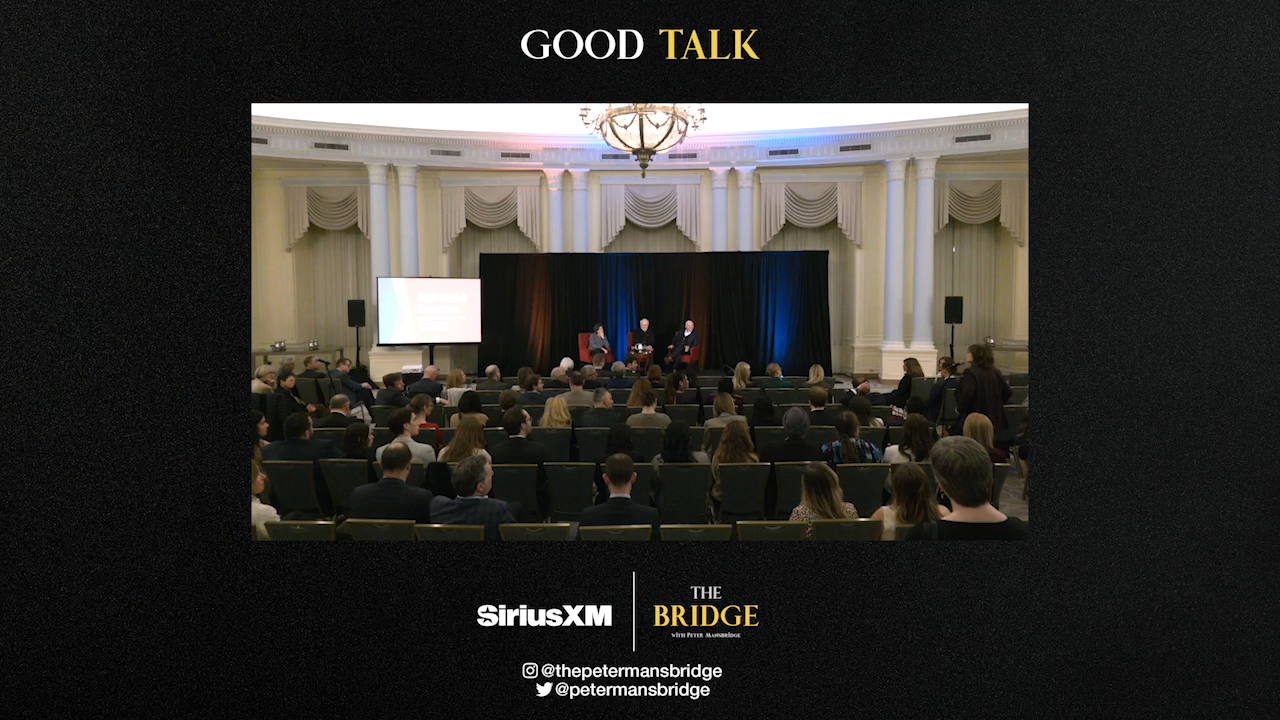 GOOD TALK
SiriusXM
THE
BRIDGE
WITH PETER MANSBRIDGE
@thepetermansbridge
@petermansbridge